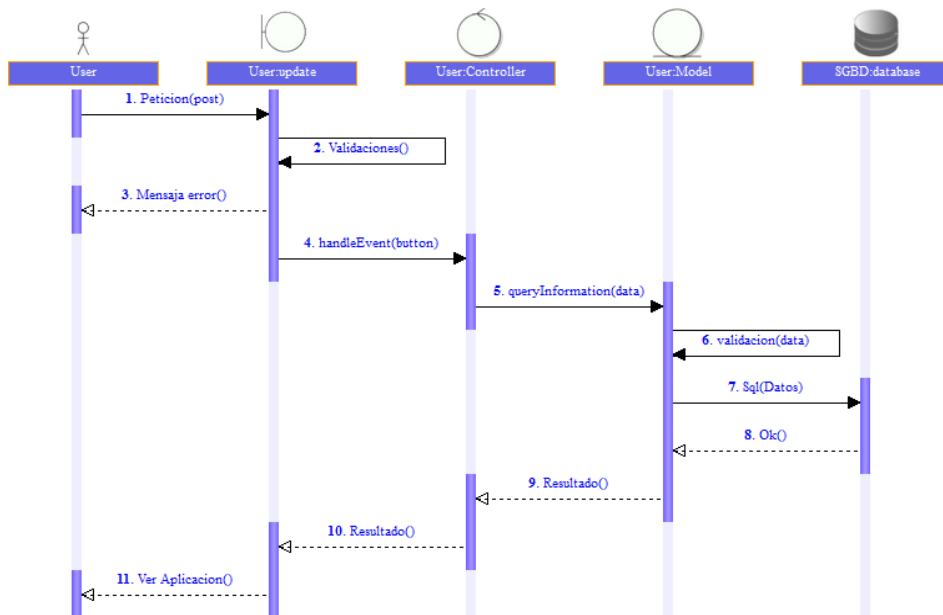 User
User:update
User:Controller
User:Model
SGBD:database
1. Peticion(post)
2. Validaciones()
3. Mensaja error()
4. handleEvent(button)
5. queryInformation(data)
6. validacion(data)
7. Sql(Datos)
8. Ok()
9. Resultado()
10. Resultado()
11. Ver Aplicacion()